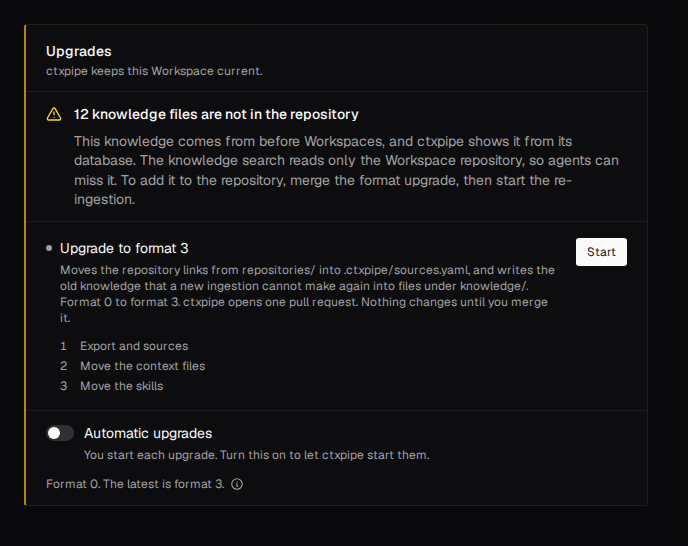 Upgrades
ctxpipe keeps this Workspace current.
12 knowledge files are not in the repository
This knowledge comes from before Workspaces, and ctxpipe shows it from its
database. The knowledge search reads only the Workspace repository, so agents can
miss it. To add it to the repository, merge the format upgrade, then start the re-
ingestion.
Upgrade to format 3
Start
Moves the repository links from repositories/ into .ctxpipe/sources.yaml, and writes the
old knowledge that a new ingestion cannot make again into files under knowledge/.
Format 0 to format 3. ctxpipe opens one pull request. Nothing changes until you merge
it.
1 Export and sources
2 Move the context files
3 Move the skills
Automatic upgrades
You start each upgrade. Turn this on to let ctxpipe start them.
Format 0. The latest is format 3.